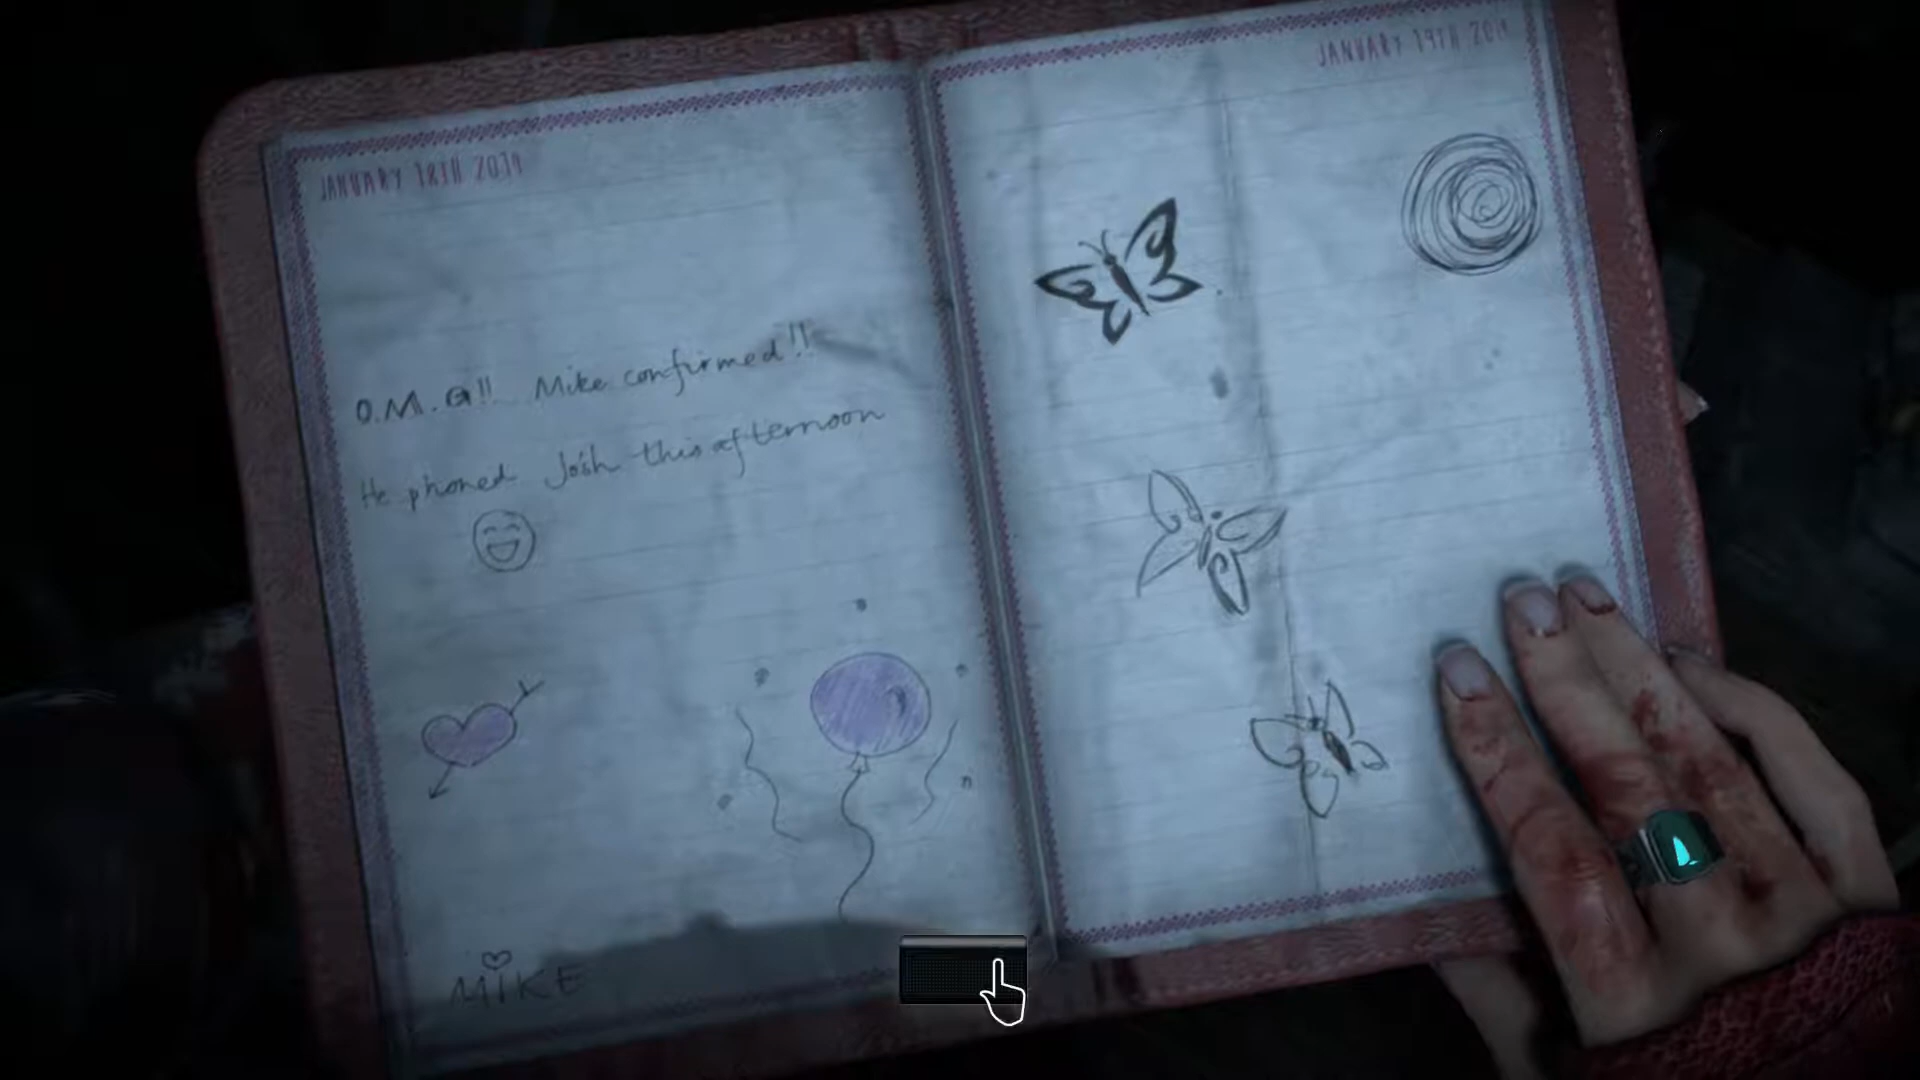 JANUARY 18TH 2014
O.M.G!! Mike confirmed!!
He phoned Josh this afternoon
MIKE
JANUARY 19TH 2014